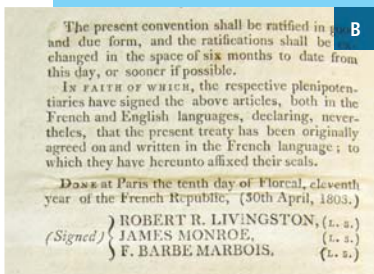 The present convention shall be ratified in
and due form, and the ratifications shall be
changed in the space of six months to date from
this day, or sooner if possible.
IN FAITH OF WHICH, the respective plenipoten-
tiaries have signed the above articles, both in the
French and English languages, declaring, never-
theles, that the present treaty has been originally
agreed on and written in the French language; to
which they have hereunto affixed their seals.
DONE at Paris the tenth day of Floreal, eleventh
year of the French Republic, (30th April, 1803.)
ROBERT R. LIVINGSTON, (L. S.)
(Signed) JAMES MONROE, (L. S.)
F. BARBE MARBOIS. (L. S.)
B